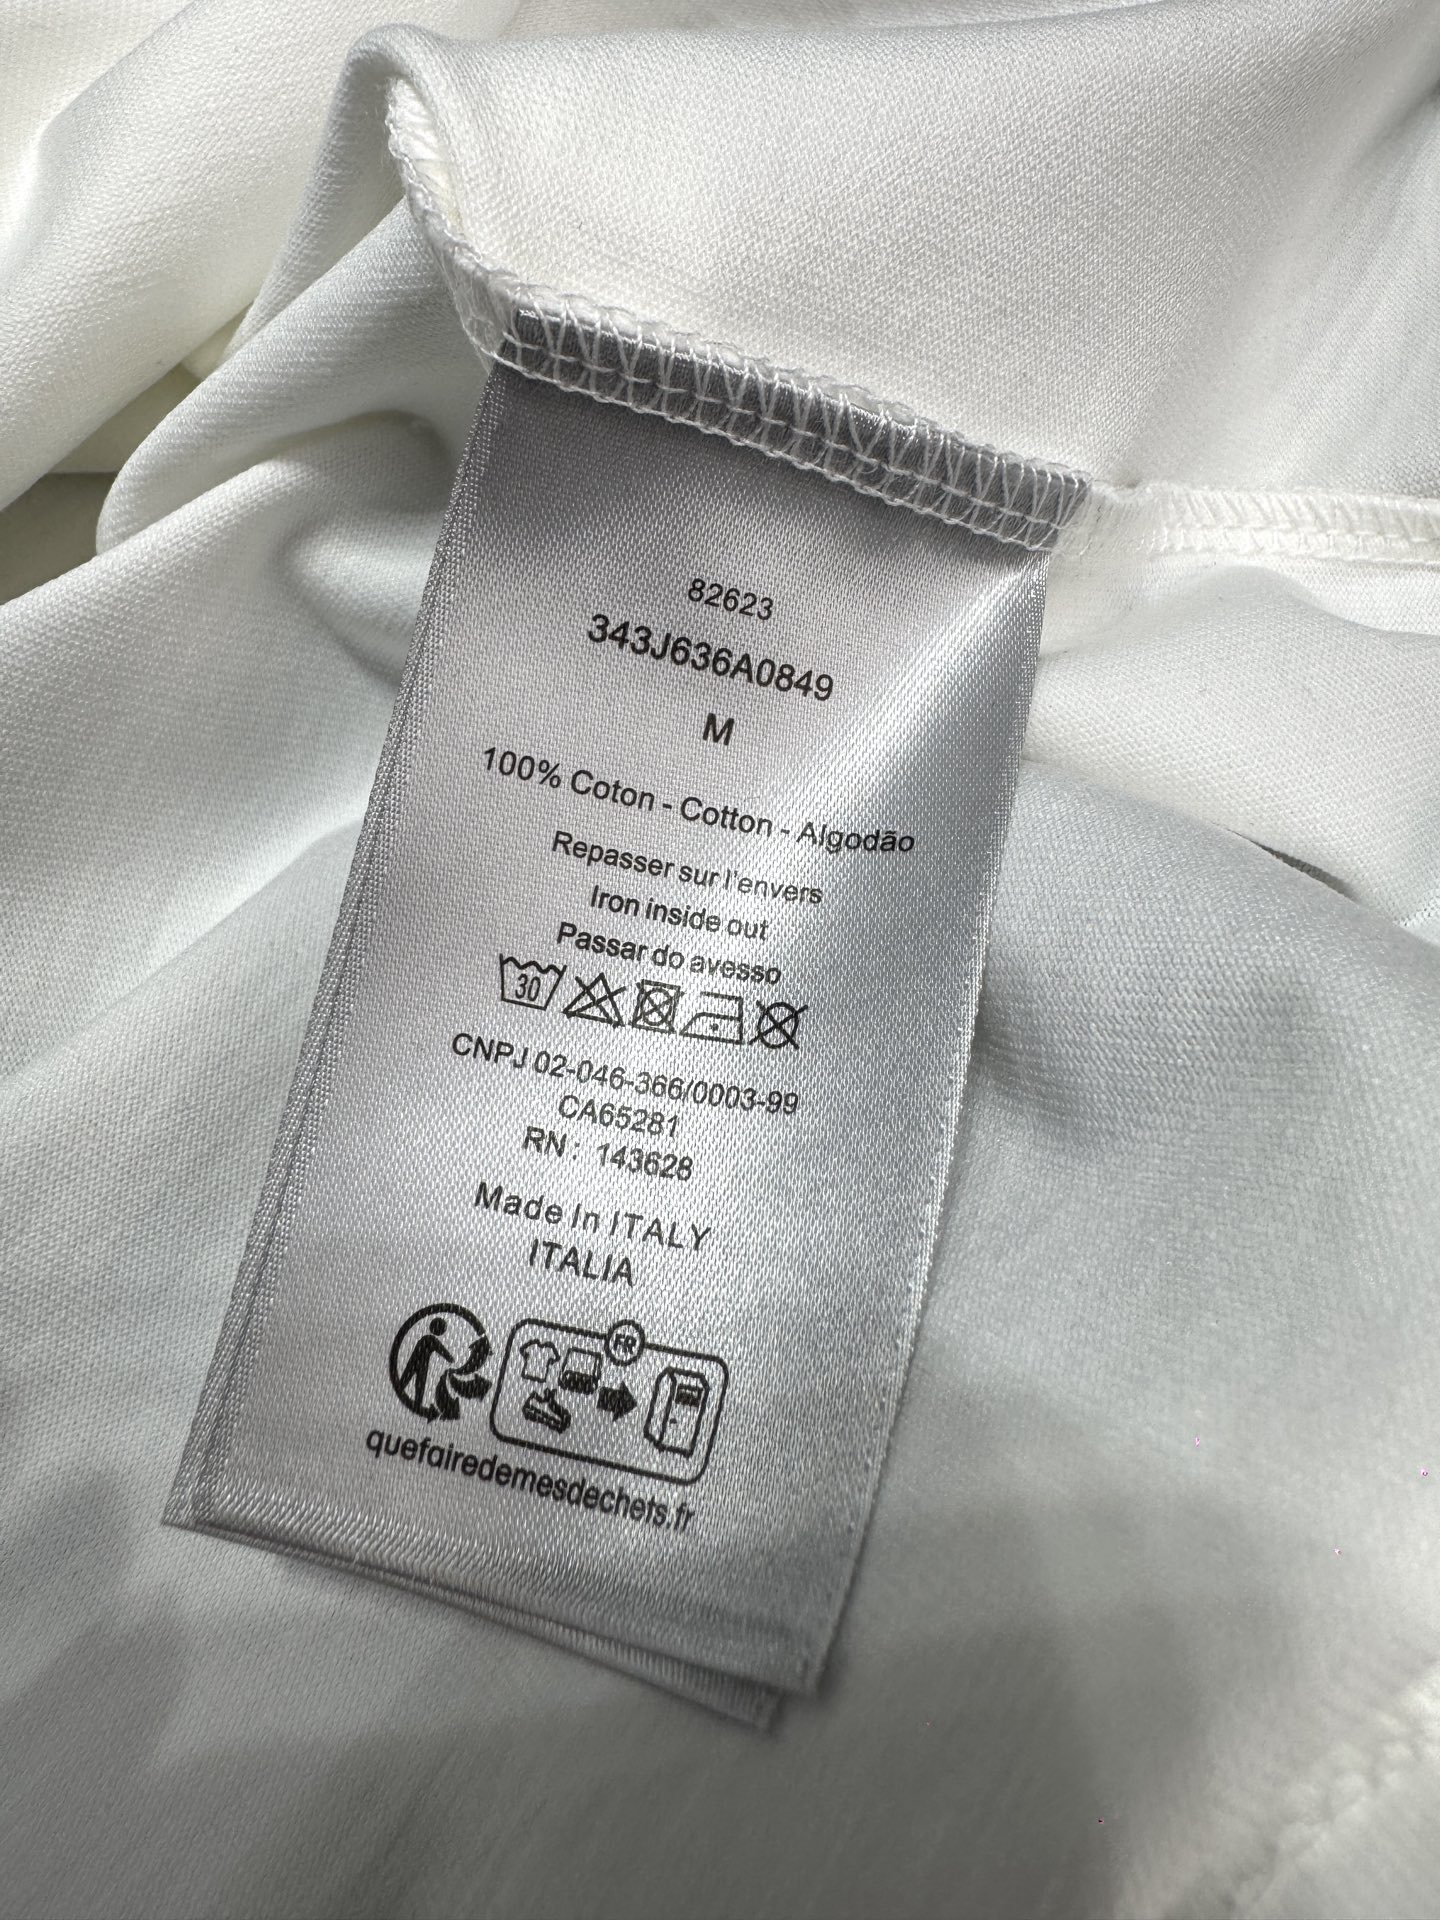 82623
343J636A0849
M
100% Coton - Cotton - Algodão
Repasser sur l'envers
Iron inside out
Passar do avesso
30
CNPJ 02-046-366/0003-99
CA65281
RN : 143628
Made In ITALY
ITALIA
FR
quefairedemesdechets.fr